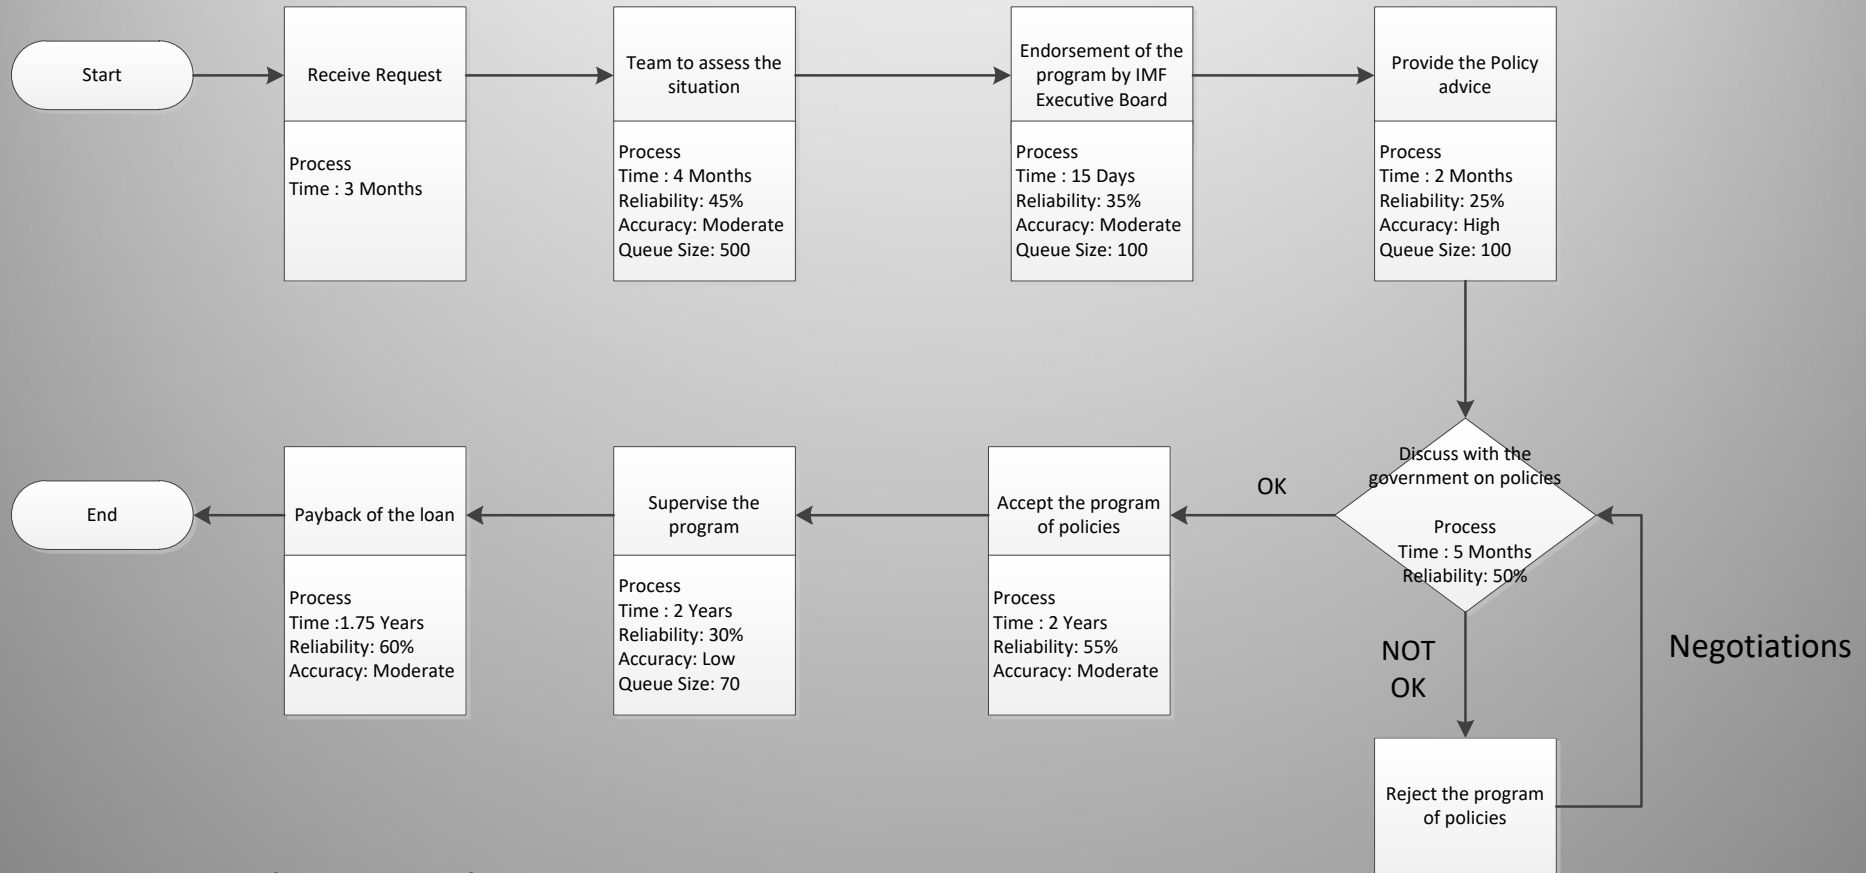 Start
Receive Request
Process
Time : 3 Months
Team to assess the
situation
Process
Time : 4 Months
Reliability: 45%
Accuracy: Moderate
Queue Size: 500
Endorsement of the
program by IMF
Executive Board
Process
Time : 15 Days
Reliability: 35%
Accuracy: Moderate
Queue Size: 100
Provide the Policy
advice
Process
Time : 2 Months
Reliability: 25%
Accuracy: High
Queue Size: 100
Discuss with the
government on policies
Process
Time : 5 Months
Reliability: 50%
OK
NOT
OK
Negotiations
Reject the program
of policies
Accept the program
of policies
Process
Time : 2 Years
Reliability: 55%
Accuracy: Moderate
Supervise the
program
Process
Time : 2 Years
Reliability: 30%
Accuracy: Low
Queue Size: 70
Payback of the loan
Process
Time :1.75 Years
Reliability: 60%
Accuracy: Moderate
End